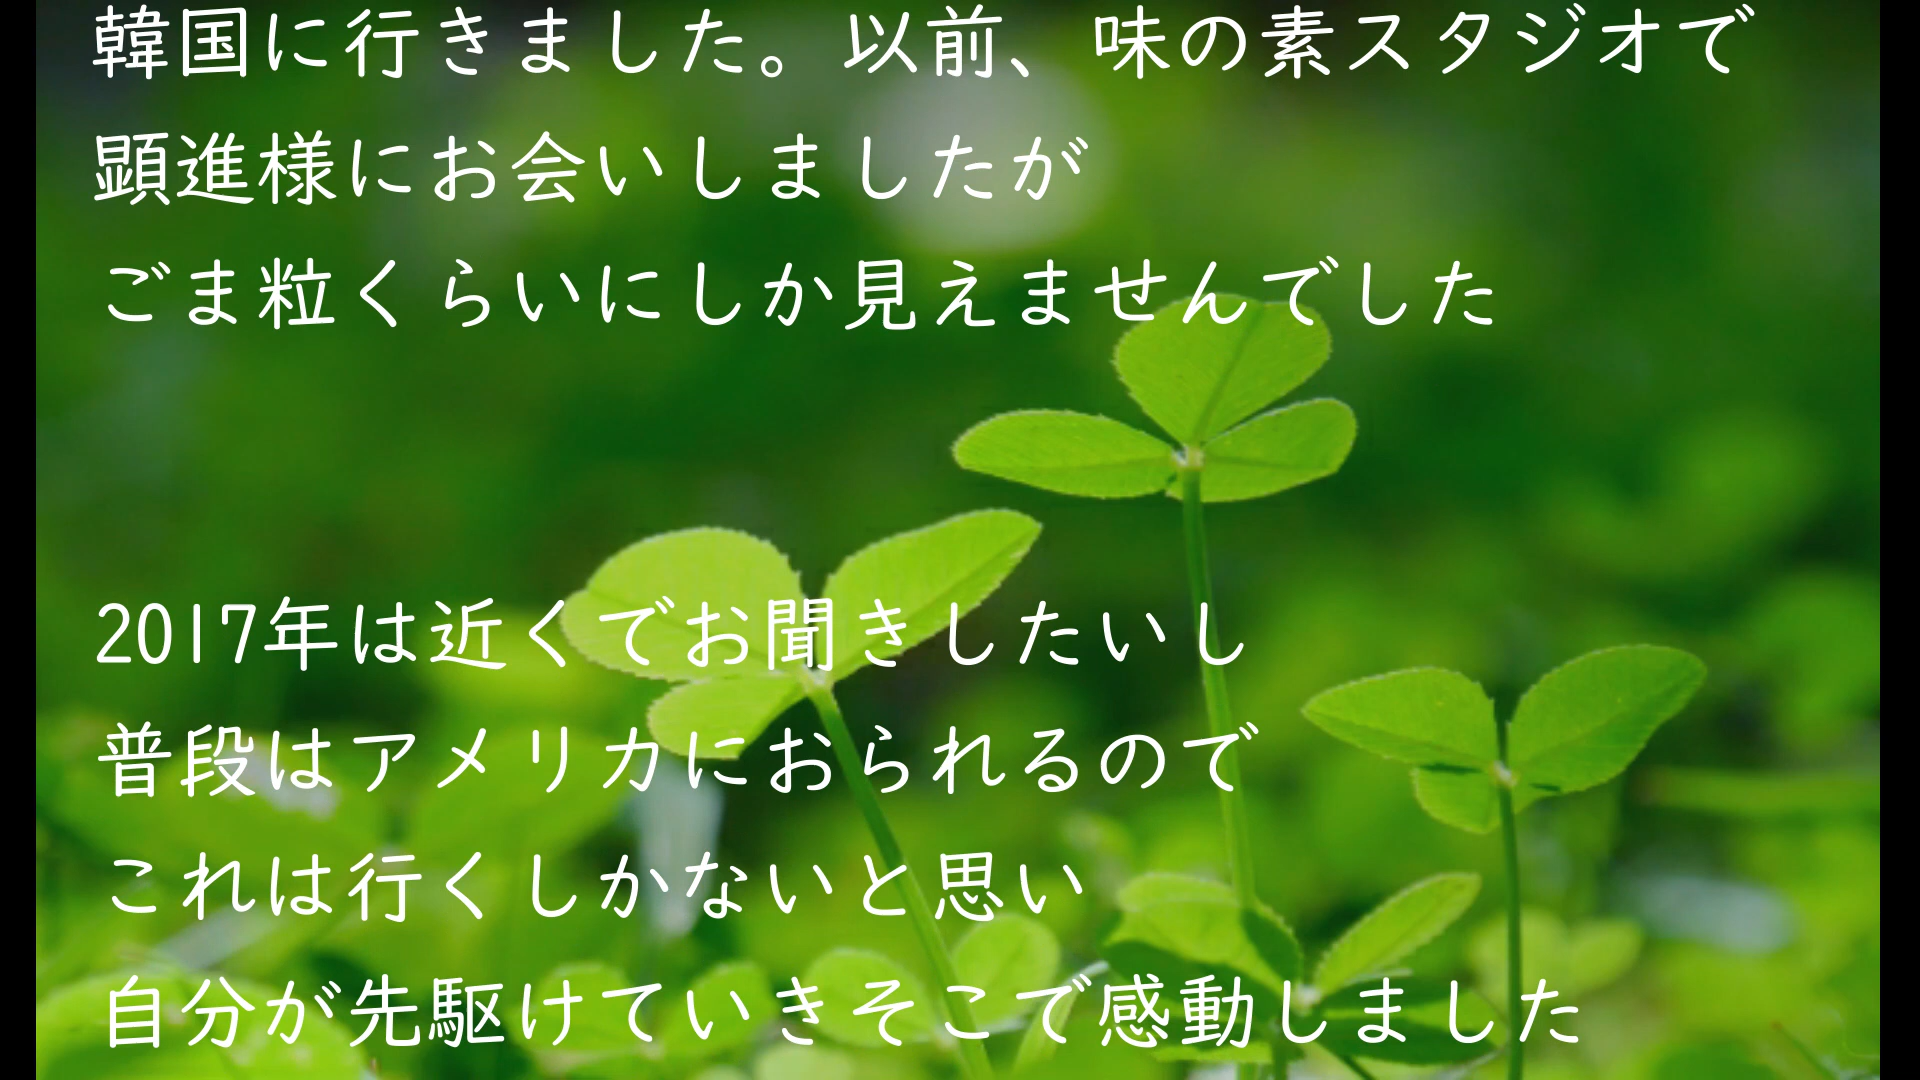 韓国に行きました。以前、味の素スタジオで
顕進様にお会いしましたが
ごま粒くらいにしか見えませんでした
2017年は近くでお聞きしたいし
普段はアメリカにおられるので
これは行くしかないと思い
自分が先駆けていきそこで感動しました